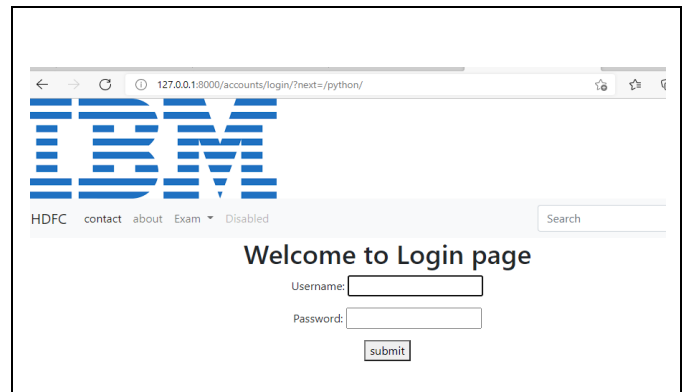 127.0.0.1:8000/accounts/login/?next=/python/
IBM
HDFC contact about Exam Disabled Search
Welcome to Login page
Username:
Password:
submit